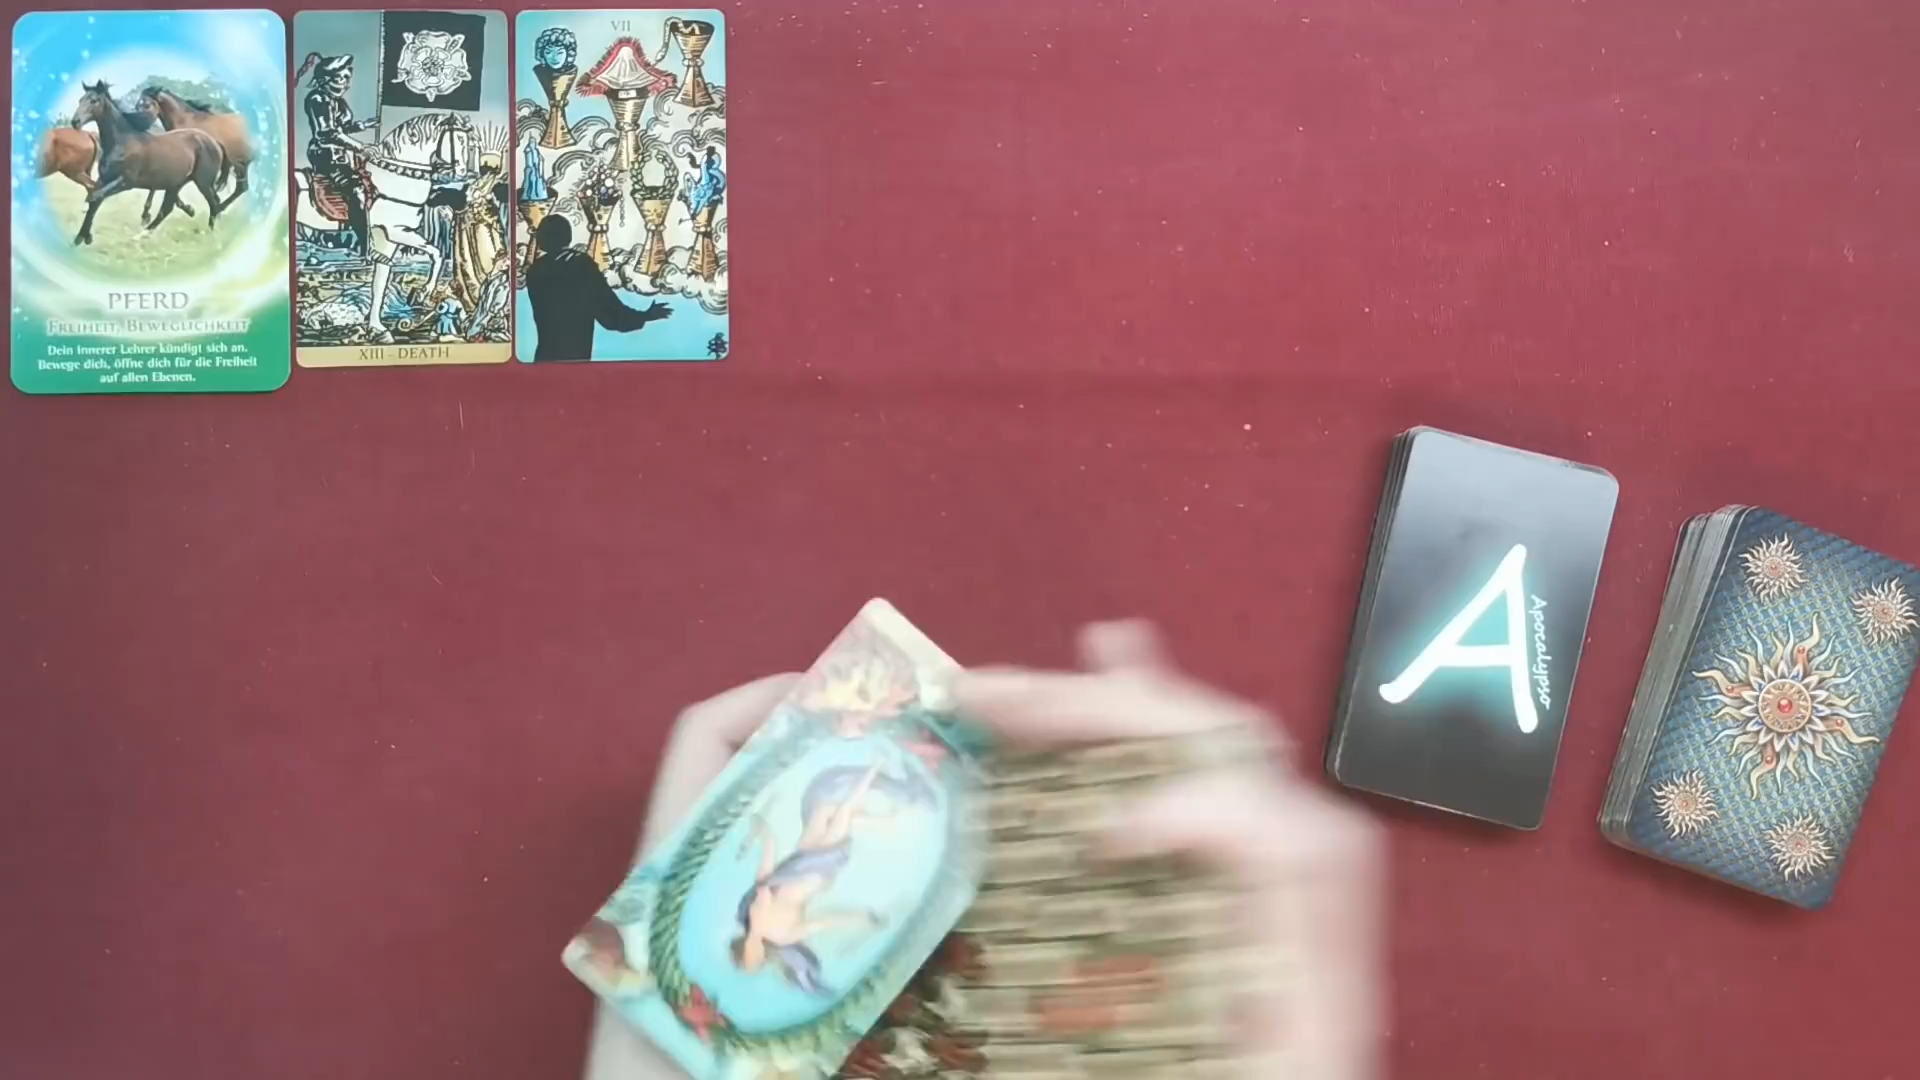 PFERD
FREIHEIT, BEWEGLICHKEIT
Dein innerer Lehrer kündigt sich an.
Bewege dich, öffne dich für die Freiheit
auf allen Ebenen.
XIII - DEATH
VII
A
Apocalypso